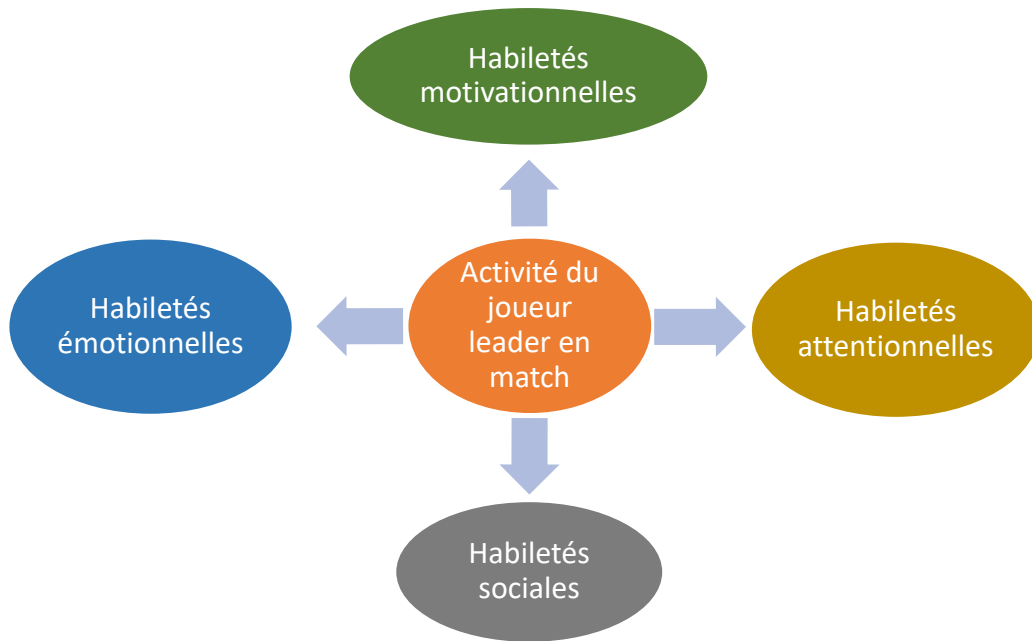 Habiletés
motivationnelles
Habiletés
émotionnelles
Activité du
joueur
leader en
match
Habiletés
attentionnelles
Habiletés
sociales